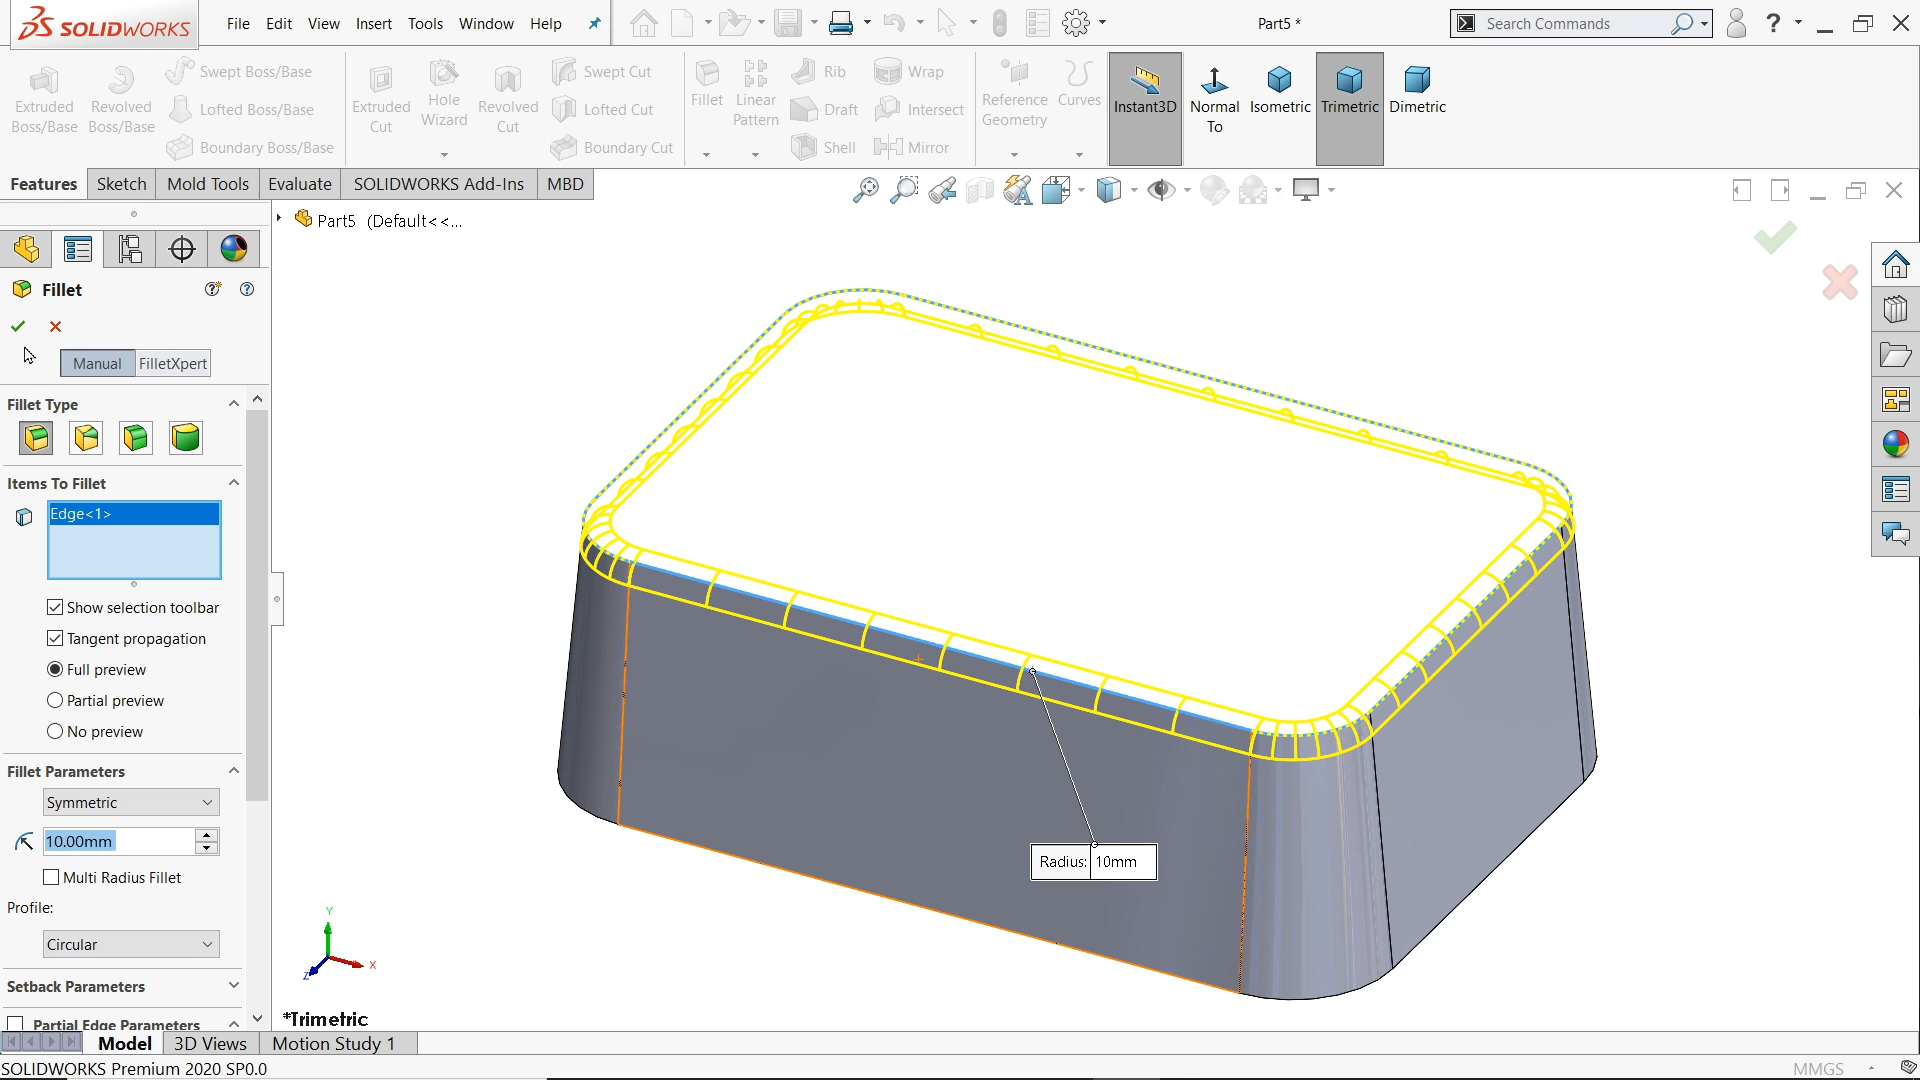 SOLIDWORKS
File Edit View Insert Tools Window Help
Part5 *
Search Commands
Extruded Boss/Base
Revolved Boss/Base
Swept Boss/Base
Lofted Boss/Base
Boundary Boss/Base
Extruded Cut
Hole Wizard
Revolved Cut
Swept Cut
Lofted Cut
Boundary Cut
Fillet
Linear Pattern
Rib
Draft
Shell
Wrap
Intersect
Mirror
Reference Geometry
Curves
Instant3D
Normal To
Isometric
Trimetric
Dimetric
Features Sketch Mold Tools Evaluate SOLIDWORKS Add-Ins MBD
Part5 (Default<<...
Fillet
Manual FilletXpert
Fillet Type
Items To Fillet
Edge<1>
Show selection toolbar
Tangent propagation
Full preview
Partial preview
No preview
Fillet Parameters
Symmetric
10.00mm
Multi Radius Fillet
Profile:
Circular
Setback Parameters
Partial Edge Parameters
Radius: 10mm
Y
X
Z
*Trimetric
Model 3D Views Motion Study 1
SOLIDWORKS Premium 2020 SP0.0
MMGS